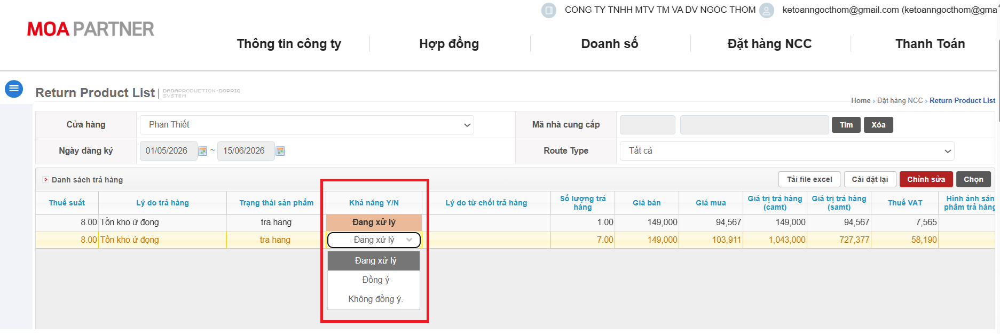 CONG TY TNHH MTV TM VA DV NGOC THOM ketoanngocthom@gmail.com (ketoanngocthom@gma
MOA PARTNER
Thông tin công ty Hợp đồng Doanh số Đặt hàng NCC Thanh Toán
Return Product List | DADAPRODUCTION-DOPPIO
SYSTEM
Home › Đặt hàng NCC › Return Product List
Cửa hàng Phan Thiết Mã nhà cung cấp Tìm Xóa
Ngày đăng ký 01/05/2026 ~ 15/06/2026 Route Type Tất cả
Danh sách trả hàng Tải file excel Cài đặt lại Chỉnh sửa Chọn
Thuế suất Lý do trả hàng Trạng thái sản phẩm Khả năng Y/N Lý do từ chối trả hàng Số lượng trả hàng Giá bán Giá mua Giá trị trả hàng (camt) Giá trị trả hàng (samt) Thuế VAT Hình ảnh sản phẩm trả hàng
8.00 Tồn kho ứ đọng tra hang Đang xử lý 1.00 149,000 94,567 149,000 94,567 7,565
8.00 Tồn kho ứ đọng tra hang Đang xử lý 7.00 149,000 103,911 1,043,000 727,377 58,190
Đang xử lý
Đồng ý
Không đồng ý.